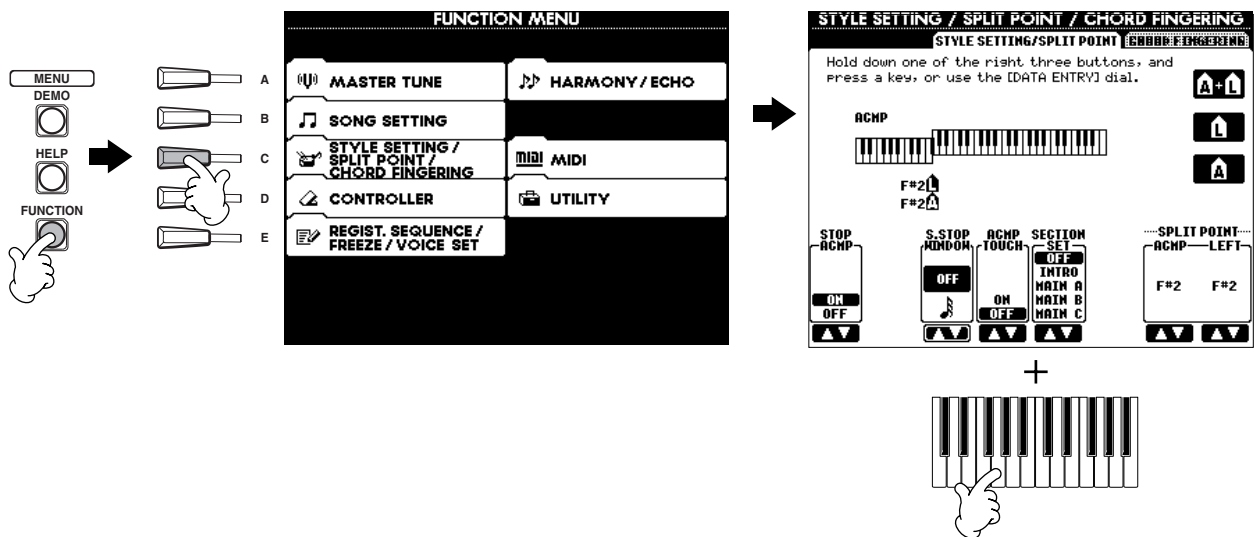 MENU
DEMO
HELP
FUNCTION
A
B
C
D
E
FUNCTION MENU
MASTER TUNE
HARMONY / ECHO
SONG SETTING
STYLE SETTING /
SPLIT POINT /
CHORD FINGERING
MIDI MIDI
CONTROLLER
UTILITY
REGIST. SEQUENCE /
FREEZE / VOICE SET
STYLE SETTING / SPLIT POINT / CHORD FINGERING
STYLE SETTING/SPLIT POINT CHORD FINGERING
Hold down one of the right three buttons, and
press a key, or use the [DATA ENTRY] dial.
A+L
L
A
ACMP
F#2 L
F#2 A
STOP ACMP
ON
OFF
S.STOP WINDOW
OFF
ACMP TOUCH
ON
OFF
SECTION SET
OFF
INTRO
MAIN A
MAIN B
MAIN C
SPLIT POINT
ACMP LEFT
F#2 F#2
+